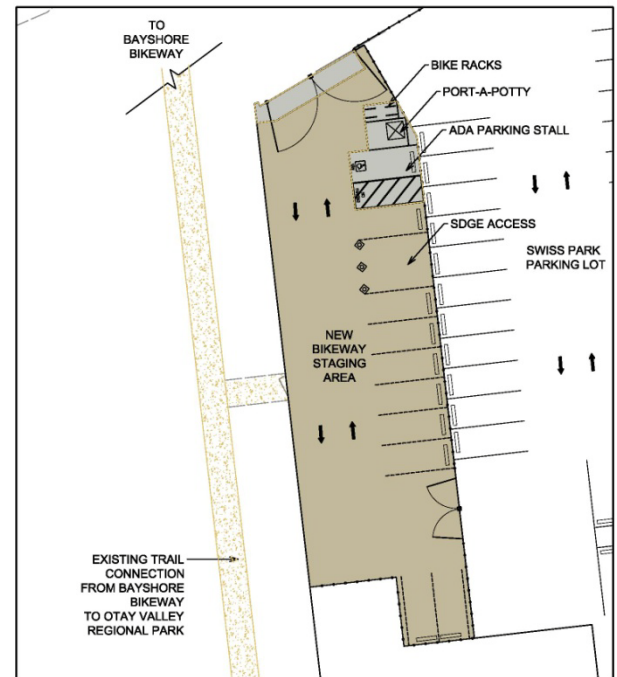 TO
BAYSHORE
BIKEWAY
BIKE RACKS
PORT-A-POTTY
ADA PARKING STALL
SDGE ACCESS
SWISS PARK
PARKING LOT
NEW
BIKEWAY
STAGING
AREA
EXISTING TRAIL
CONNECTION
FROM BAYSHORE
BIKEWAY
TO OTAY VALLEY
REGIONAL PARK